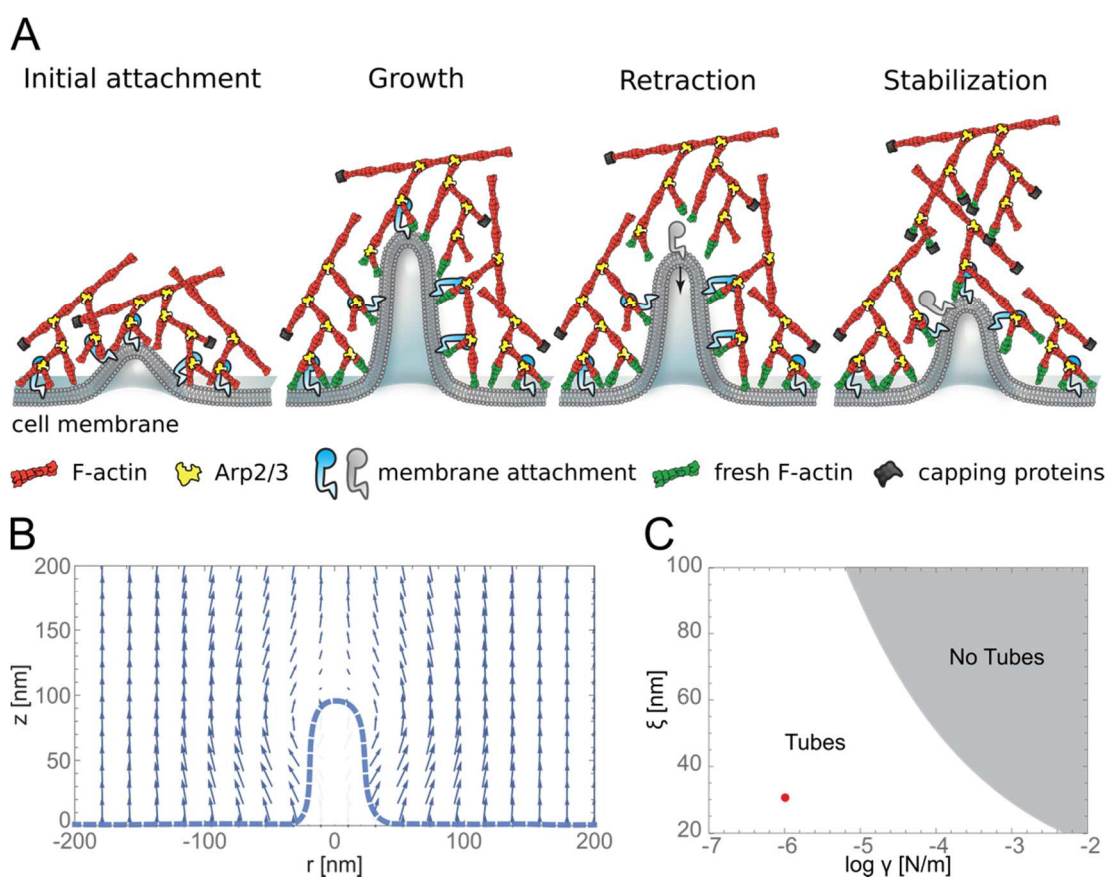 A
Initial attachment Growth Retraction Stabilization
cell membrane
F-actin Arp2/3 membrane attachment fresh F-actin capping proteins
B
200
150
100
50
0
z [nm]
-200 -100 0 100 200
r [nm]
C
100
80
60
40
20
ξ [nm]
No Tubes
Tubes
-7 -6 -5 -4 -3 -2
log γ [N/m]